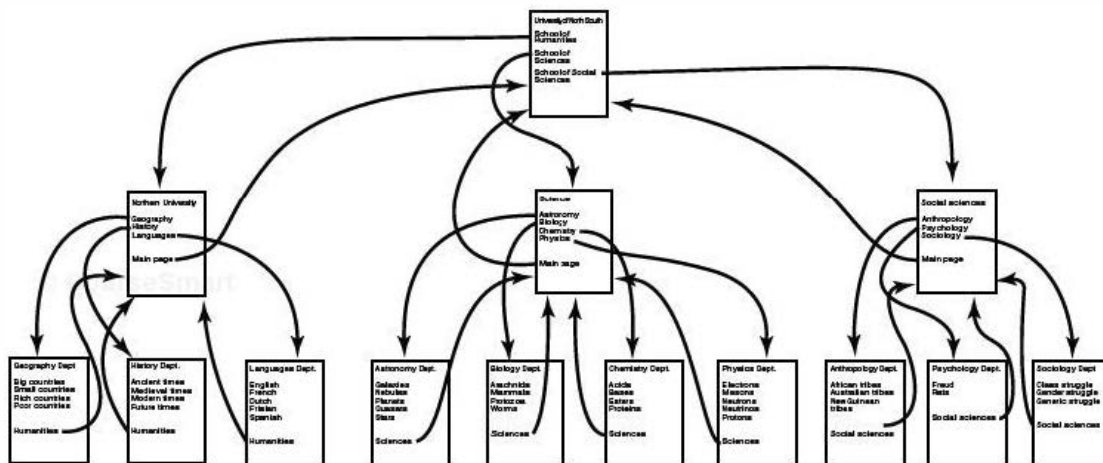 University of North South
School of
Humanities
School of
Sciences
School of Social
Sciences
Northern University
Geography
History
Languages
Main page
Science
Astronomy
Biology
Chemistry
Physics
Main page
Social sciences
Anthropology
Psychology
Sociology
Main page
Geography Dept
Big countries
Small countries
Rich countries
Poor countries
Humanities
History Dept.
Ancient times
Medieval times
Modern times
Future times
Humanities
Languages Dept.
English
French
Dutch
Frisian
Spanish
Humanities
Astronomy Dept.
Galaxies
Nebulas
Planets
Quasars
Stars
Sciences
Biology Dept.
Arachnids
Mammals
Protozoa
Worms
Sciences
Chemistry Dept.
Acids
Bases
Esters
Proteins
Sciences
Physics Dept.
Electrons
Mesons
Neutrons
Neutrinos
Protons
Sciences
Anthropology Dept.
African tribes
Australian tribes
New Guinean
tribes
Social sciences
Psychology Dept.
Freud
Rats
Social sciences
Sociology Dept
Class struggle
Gender struggle
Generic struggle
Social sciences